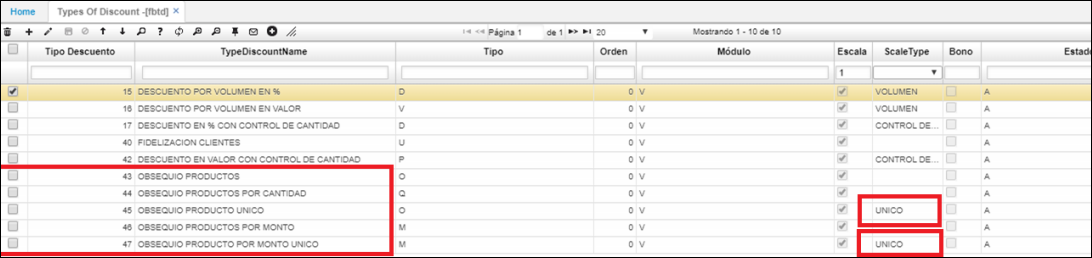 Home Types Of Discount -[fbtd] ×
Página 1 de 1 20 Mostrando 1 - 10 de 10
Tipo Descuento TypeDiscountName Tipo Orden Módulo Escala ScaleType Bono Estado
1
15 DESCUENTO POR VOLUMEN EN % D 0 V VOLUMEN A
16 DESCUENTO POR VOLUMEN EN VALOR V 0 V VOLUMEN A
17 DESCUENTO EN % CON CONTROL DE CANTIDAD D 0 V CONTROL DE... A
40 FIDELIZACION CLIENTES U 0 V A
42 DESCUENTO EN VALOR CON CONTROL DE CANTIDAD P 0 V CONTROL DE... A
43 OBSEQUIO PRODUCTOS O 0 V A
44 OBSEQUIO PRODUCTOS POR CANTIDAD Q 0 V A
45 OBSEQUIO PRODUCTO UNICO O 0 V UNICO A
46 OBSEQUIO PRODUCTOS POR MONTO M 0 V A
47 OBSEQUIO PRODUCTO POR MONTO UNICO M 0 V UNICO A